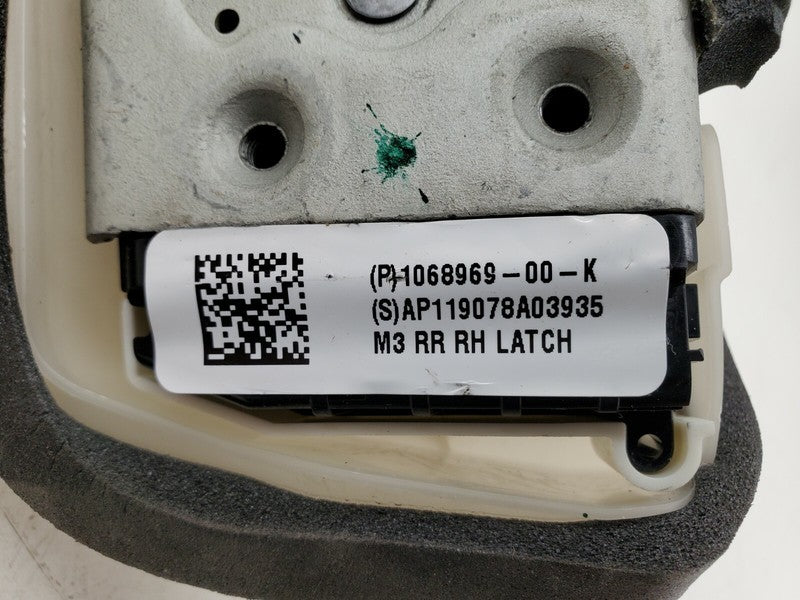 (P)1068969-00-K
(S)AP119078A03935
M3 RR RH LATCH